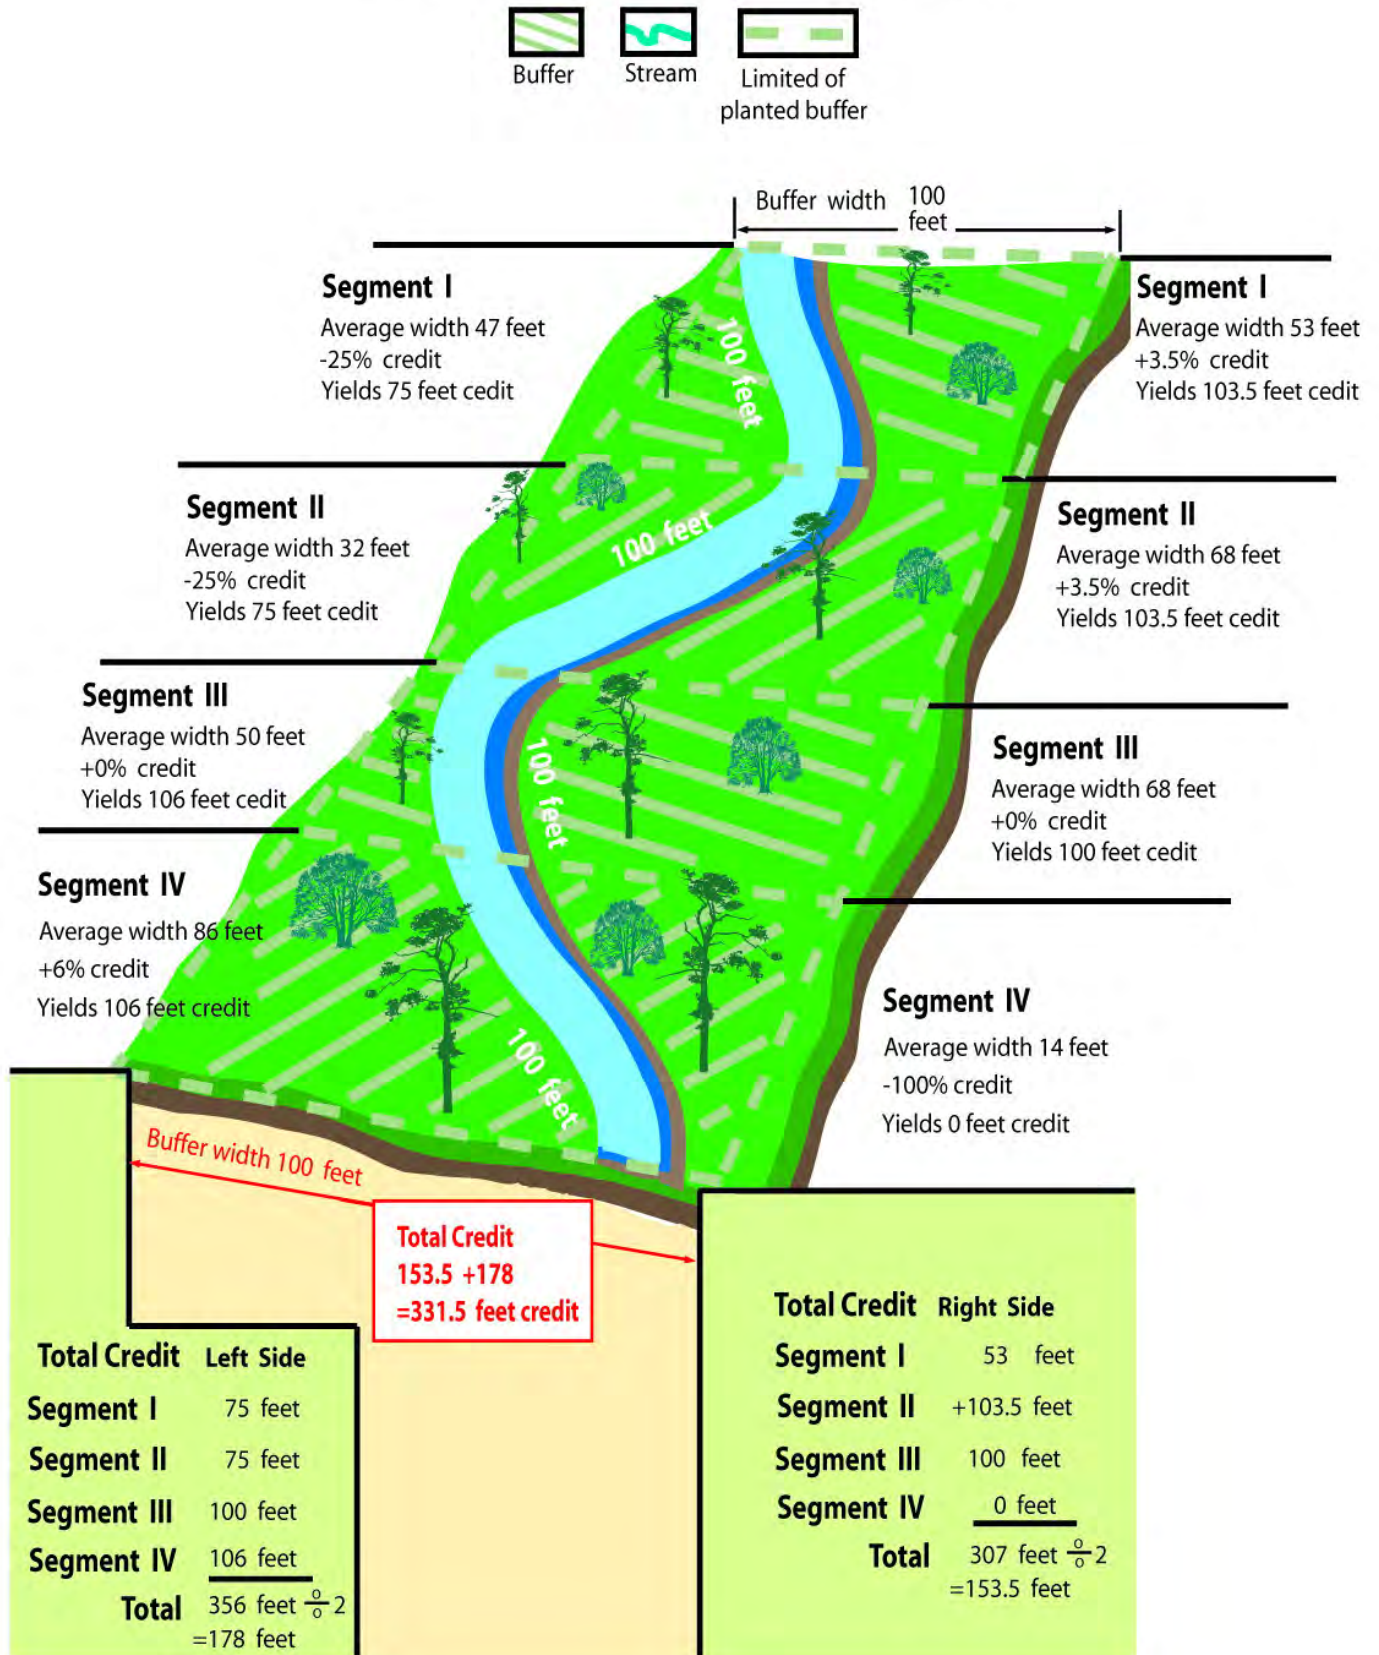 Buffer
Stream
Limited of
planted buffer
Buffer width 100
feet
Segment I
Average width 47 feet
-25% credit
Yields 75 feet cedit
Segment I
Average width 53 feet
+3.5% credit
Yields 103.5 feet cedit
100 feet
Segment II
Average width 32 feet
-25% credit
Yields 75 feet cedit
100 feet
Segment II
Average width 68 feet
+3.5% credit
Yields 103.5 feet cedit
Segment III
Average width 50 feet
+0% credit
Yields 106 feet cedit
100 feet
Segment III
Average width 68 feet
+0% credit
Yields 100 feet cedit
Segment IV
Average width 86 feet
+6% credit
Yields 106 feet credit
100 feet
Segment IV
Average width 14 feet
-100% credit
Yields 0 feet credit
Buffer width 100 feet
Total Credit
153.5 +178
=331.5 feet credit
Total Credit Left Side
Segment I 75 feet
Segment II 75 feet
Segment III 100 feet
Segment IV 106 feet
Total 356 feet ÷ 2
=178 feet
Total Credit Right Side
Segment I 53 feet
Segment II +103.5 feet
Segment III 100 feet
Segment IV 0 feet
Total 307 feet ÷ 2
=153.5 feet